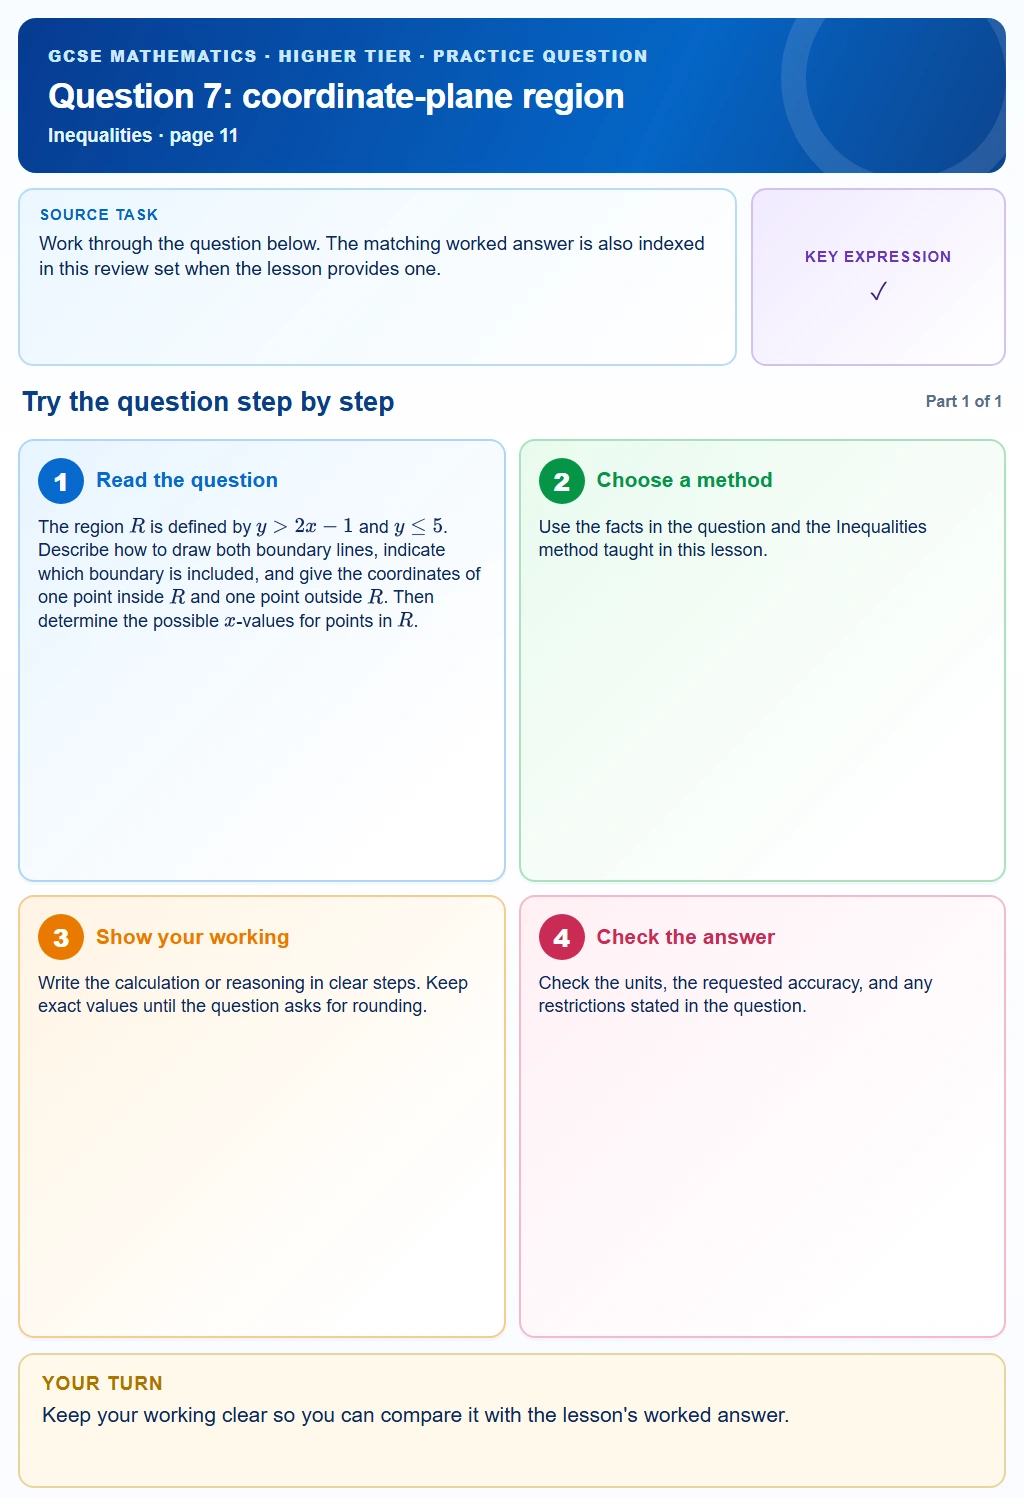 GCSE MATHEMATICS · HIGHER TIER · PRACTICE QUESTION
Question 7: coordinate-plane region
Inequalities · page 11
SOURCE TASK
Work through the question below. The matching worked answer is also indexed
in this review set when the lesson provides one.
KEY EXPRESSION
✓
Try the question step by step
Part 1 of 1
1 Read the question
The region R is defined by y > 2x − 1 and y ≤ 5.
Describe how to draw both boundary lines, indicate
which boundary is included, and give the coordinates of
one point inside R and one point outside R. Then
determine the possible x-values for points in R.
2 Choose a method
Use the facts in the question and the Inequalities
method taught in this lesson.
3 Show your working
Write the calculation or reasoning in clear steps. Keep
exact values until the question asks for rounding.
4 Check the answer
Check the units, the requested accuracy, and any
restrictions stated in the question.
YOUR TURN
Keep your working clear so you can compare it with the lesson's worked answer.